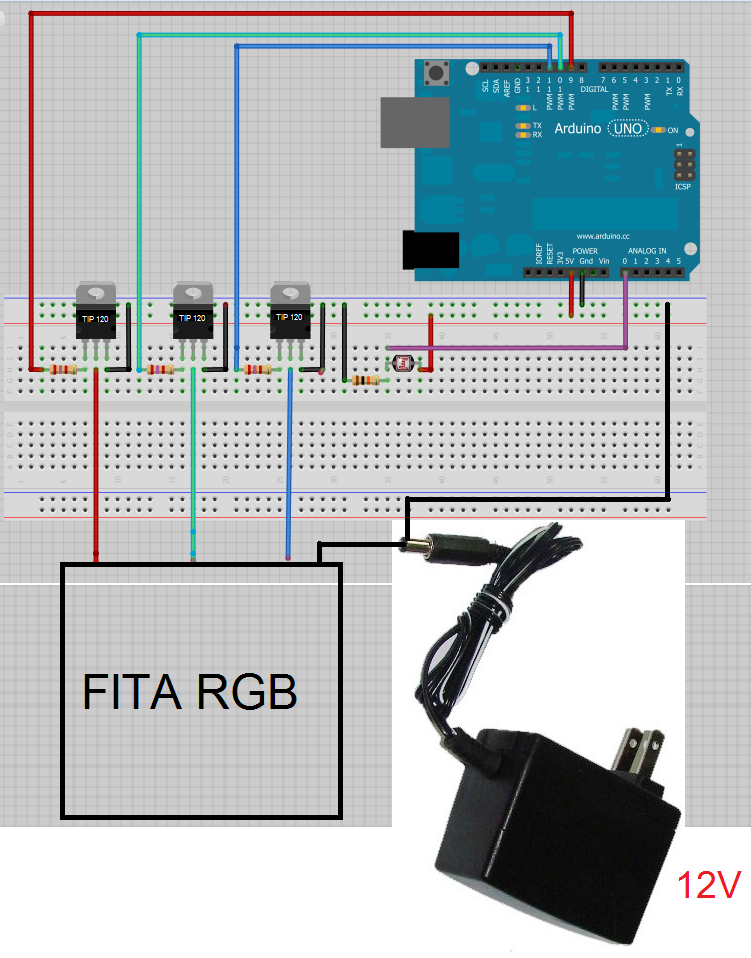 SCL
SDA
AREF
GND
13
12
11 PWM
10 PWM
9 PWM
8
DIGITAL
7
6 PWM
5 PWM
4
3 PWM
2
1 TX
0 RX
L
TX
RX
Arduino UNO
ON
1
ICSP
www.arduino.cc
POWER
ANALOG IN
IOREF
RESET
3V3
5V
Gnd
Vin
0 1 2 3 4 5
TIP 120
TIP 120
TIP 120
FITA RGB
12V